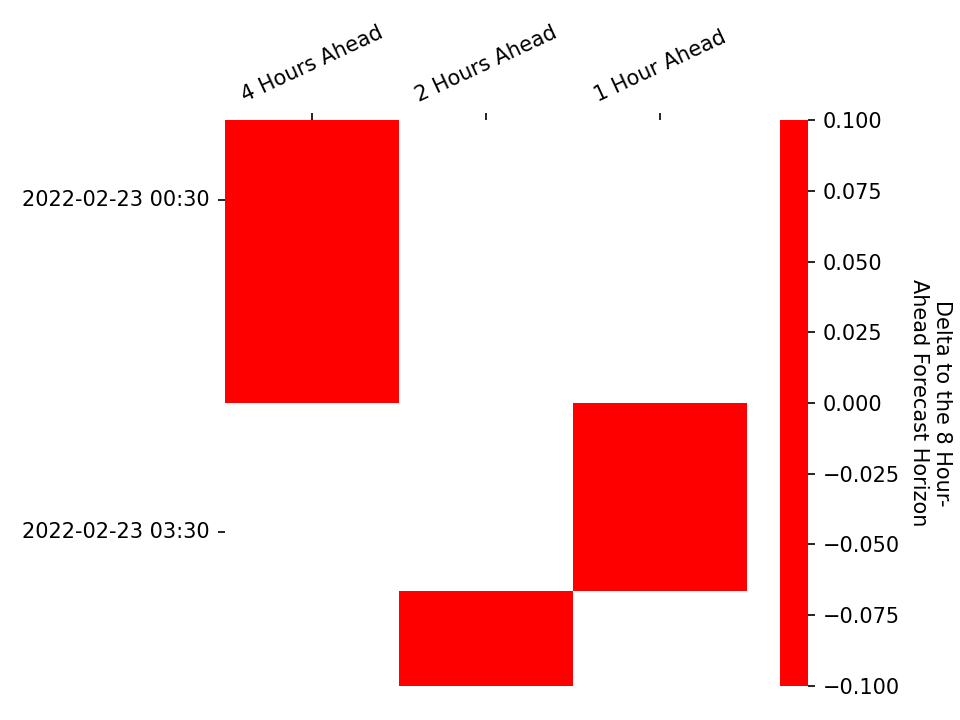 4 Hours Ahead
2 Hours Ahead
1 Hour Ahead
2022-02-23 00:30
2022-02-23 03:30
0.100
0.075
0.050
0.025
0.000
−0.025
−0.050
−0.075
−0.100
Delta to the 8 Hour-
Ahead Forecast Horizon